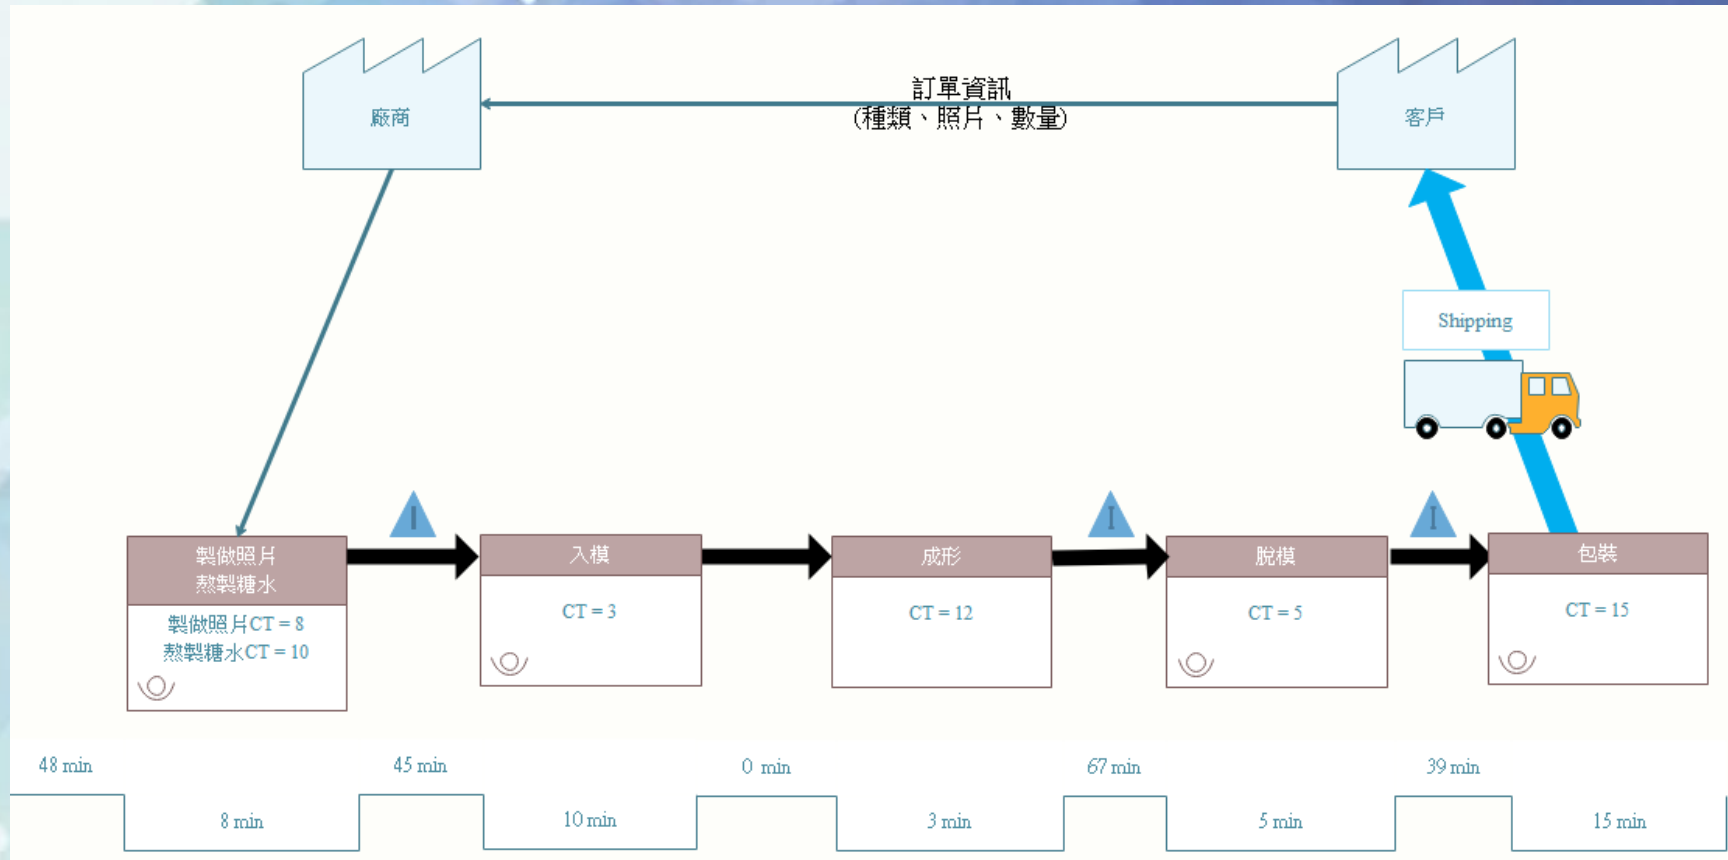 廠商
訂單資訊
(種類、照片、數量)
客戶
Shipping
I
I
I
製做照片
熬製糖水
製做照片CT = 8
熬製糖水CT = 10
入模
CT = 3
成形
CT = 12
脫模
CT = 5
包裝
CT = 15
48 min
45 min
0 min
67 min
39 min
8 min
10 min
3 min
5 min
15 min